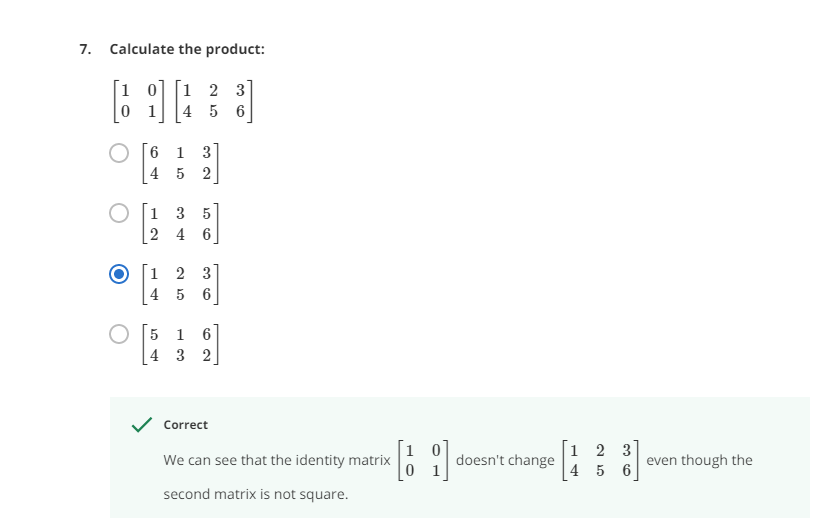 7. Calculate the product:
[1 0] [1 2 3]
[0 1] [4 5 6]
[6 1 3]
[4 5 2]
[1 3 5]
[2 4 6]
[1 2 3]
[4 5 6]
[5 1 6]
[4 3 2]
Correct
We can see that the identity matrix [1 0; 0 1] doesn't change [1 2 3; 4 5 6] even though the
second matrix is not square.